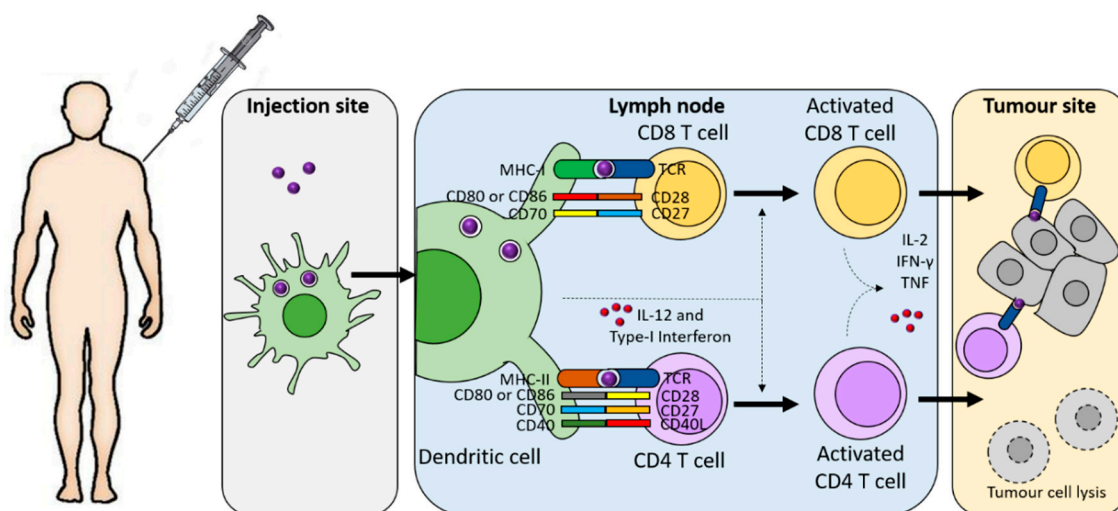 Injection site
Lymph node
CD8 T cell
Activated
CD8 T cell
Tumour site
MHC-I
TCR
CD80 or CD86
CD28
CD70
CD27
IL-2
IFN-γ
TNF
IL-12 and
Type-I Interferon
MHC-II
TCR
CD80 or CD86
CD28
CD70
CD27
CD40
CD40L
Dendritic cell
CD4 T cell
Activated
CD4 T cell
Tumour cell lysis